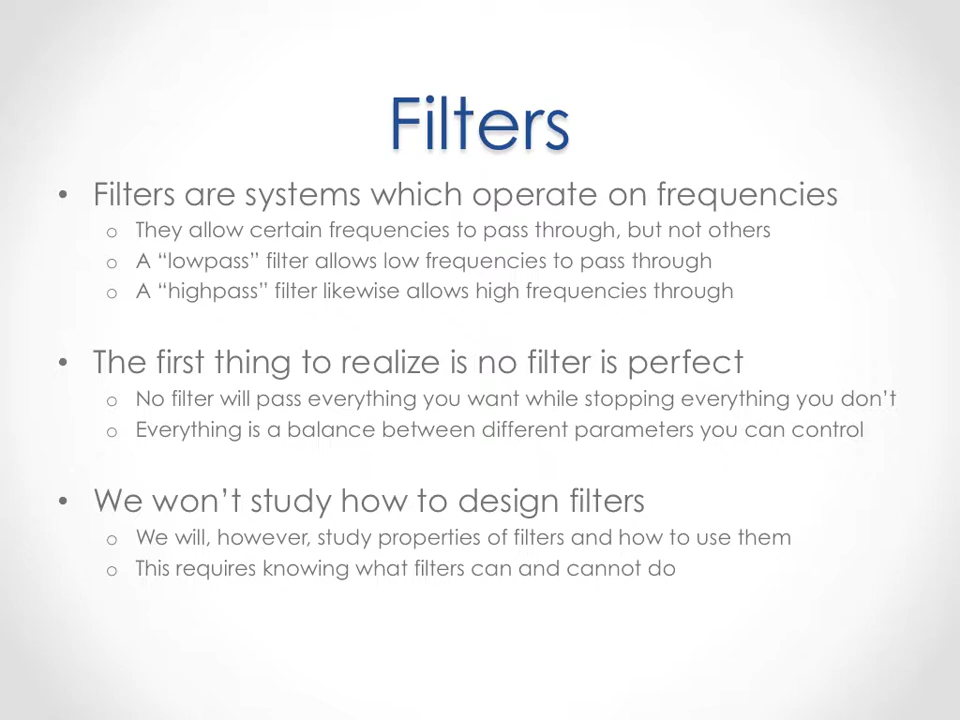 Filters
• Filters are systems which operate on frequencies
o They allow certain frequencies to pass through, but not others
o A “lowpass” filter allows low frequencies to pass through
o A “highpass” filter likewise allows high frequencies through
• The first thing to realize is no filter is perfect
o No filter will pass everything you want while stopping everything you don’t
o Everything is a balance between different parameters you can control
• We won’t study how to design filters
o We will, however, study properties of filters and how to use them
o This requires knowing what filters can and cannot do